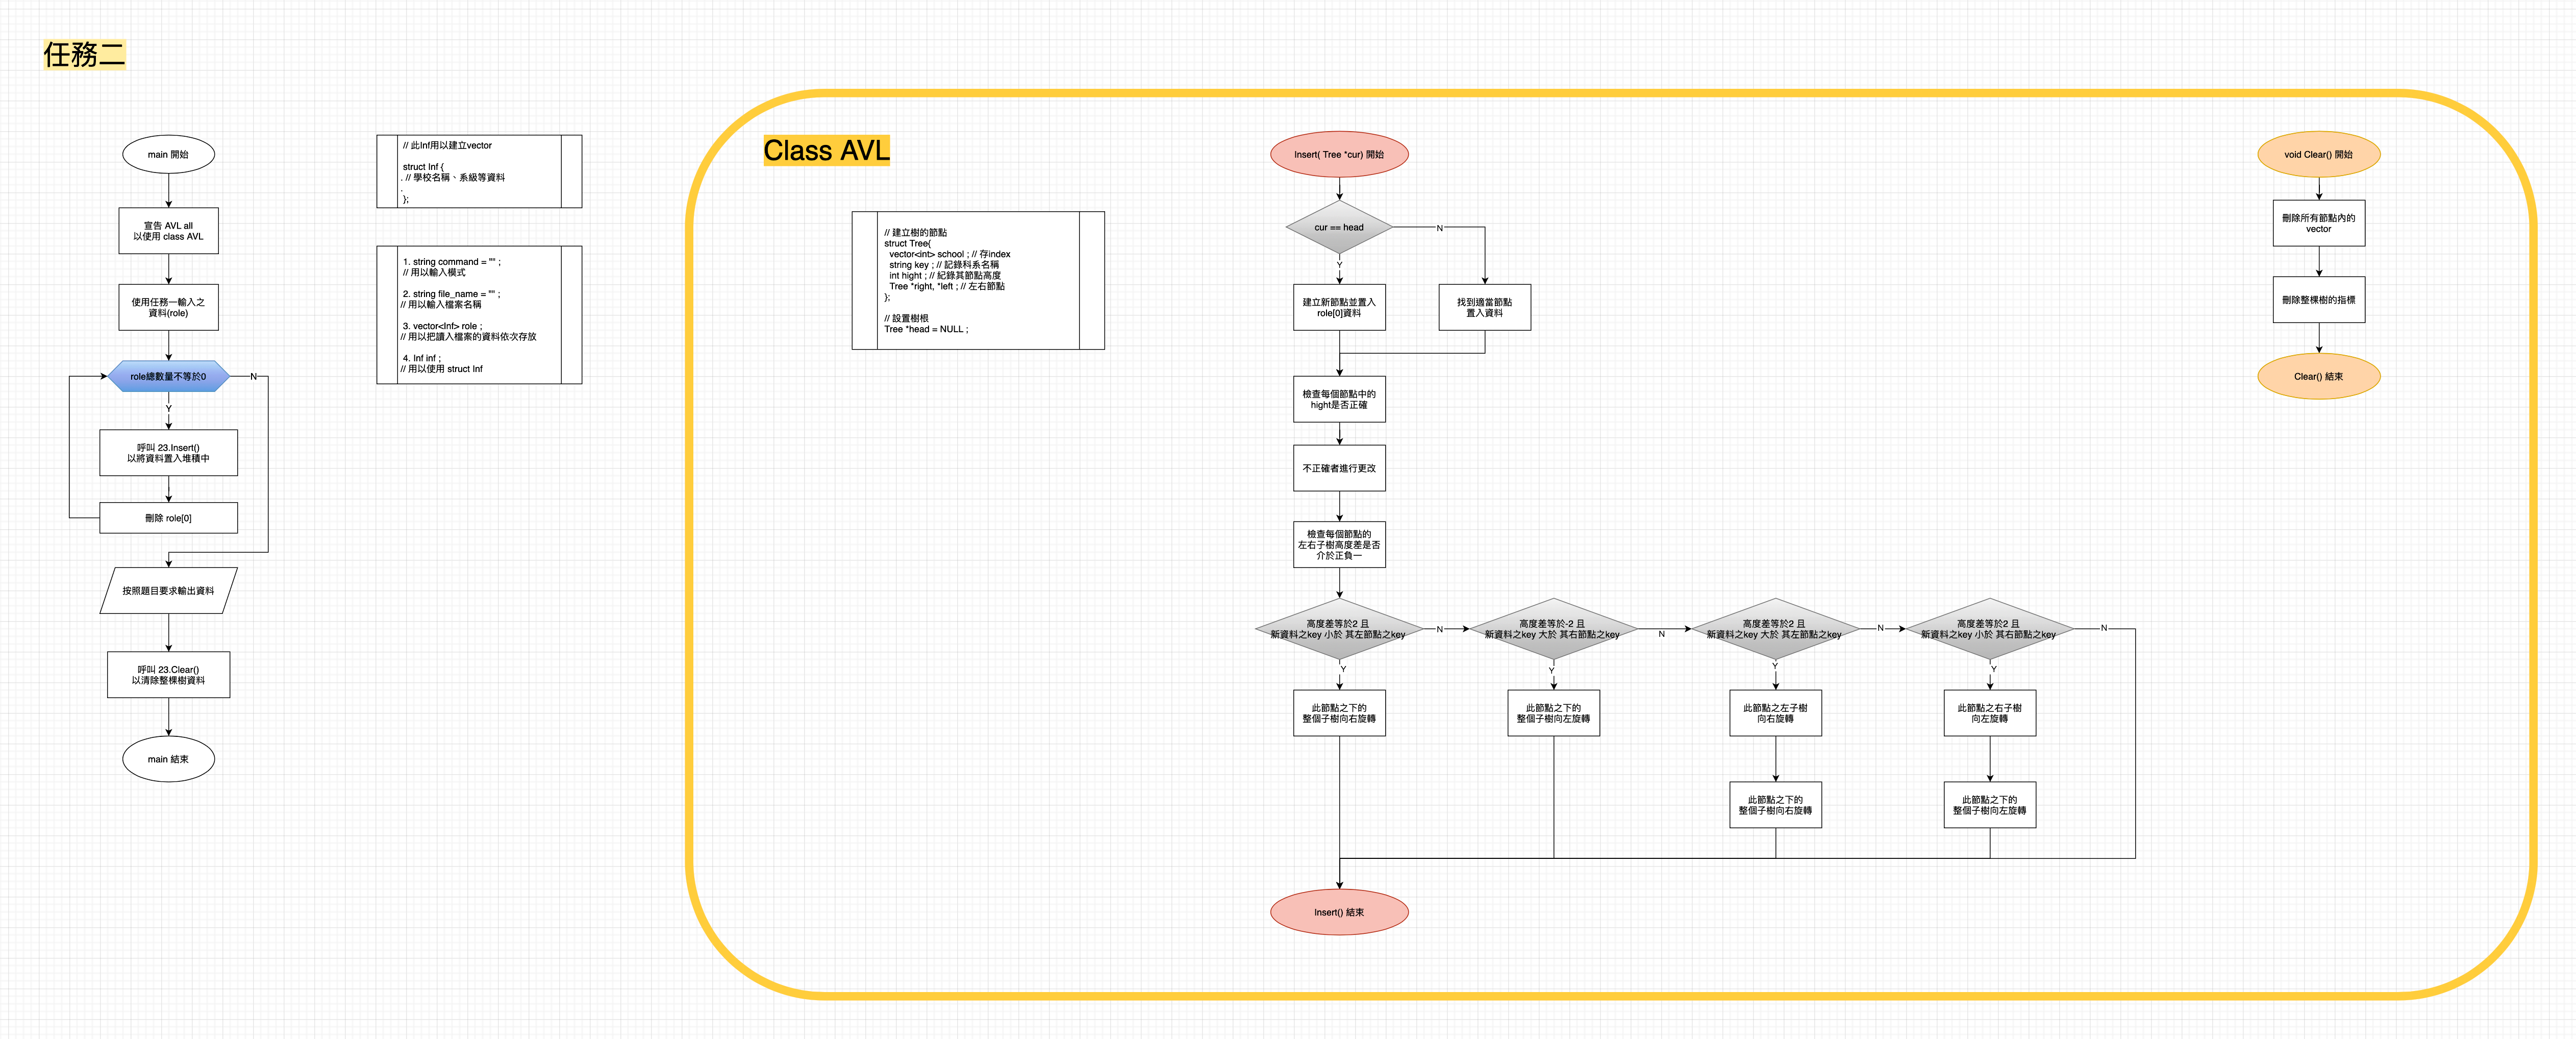 任務二
main 開始
宣告 AVL all
以使用 class AVL
使用任務一輸入之
資料(role)
role總數量不等於0
N
Y
呼叫 23.Insert()
以將資料置入堆積中
刪除 role[0]
按照題目要求輸出資料
呼叫 23.Clear()
以清除整棵樹資料
main 結束
// 此Inf用以建立vector
struct Inf {
. // 學校名稱、系級等資料
.
};
1. string command = "" ;
// 用以輸入模式
2. string file_name = "" ;
// 用以輸入檔案名稱
3. vector<Inf> role ;
// 用以把讀入檔案的資料依次存放
4. Inf inf ;
// 用以使用 struct Inf
Class AVL
// 建立樹的節點
struct Tree{
vector<int> school ; // 存index
string key ; // 記錄科系名稱
int hight ; // 紀錄其節點高度
Tree *right, *left ; // 左右節點
};
// 設置樹根
Tree *head = NULL ;
Insert( Tree *cur) 開始
cur == head
N
Y
建立新節點並置入
role[0]資料
找到適當節點
置入資料
檢查每個節點中的
hight是否正確
不正確者進行更改
檢查每個節點的
左右子樹高度差是否
介於正負一
高度差等於2 且
新資料之key 小於 其左節點之key
N
高度差等於-2 且
新資料之key 大於 其右節點之key
N
高度差等於2 且
新資料之key 大於 其左節點之key
N
高度差等於2 且
新資料之key 小於 其右節點之key
N
Y
Y
Y
Y
此節點之下的
整個子樹向右旋轉
此節點之下的
整個子樹向左旋轉
此節點之左子樹
向右旋轉
此節點之右子樹
向左旋轉
此節點之下的
整個子樹向右旋轉
此節點之下的
整個子樹向左旋轉
Insert() 結束
void Clear() 開始
刪除所有節點內的
vector
刪除整棵樹的指標
Clear() 結束